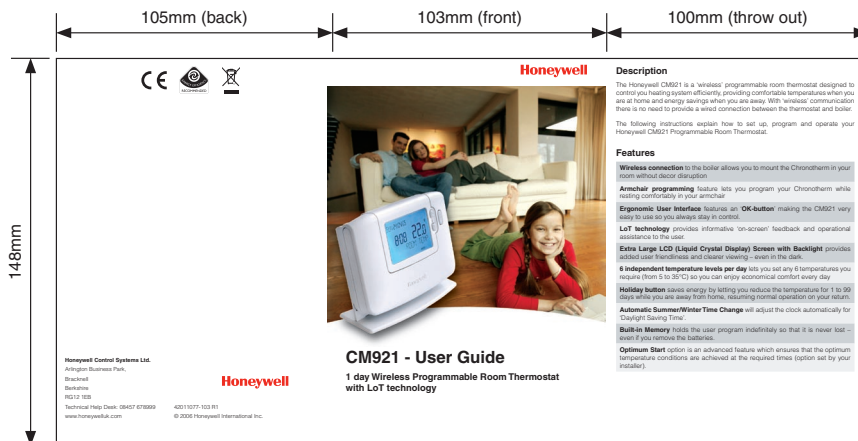 105mm (back)
103mm (front)
100mm (throw out)
148mm
CE
RECOMMENDED
Honeywell Control Systems Ltd.
Arlington Business Park,
Bracknell
Berkshire
RG12 1EB
Technical Help Desk: 08457 678999
www.honeywelluk.com
42011077-103 R1
© 2006 Honeywell International Inc.
Honeywell
Honeywell
808 22.0
Honeywell
CM921 - User Guide
1 day Wireless Programmable Room Thermostat
with LoT technology
Description
The Honeywell CM921 is a 'wireless' programmable room thermostat designed to
control you heating system efficiently, providing comfortable temperatures when you
are at home and energy savings when you are away. With 'wireless' communication
there is no need to provide a wired connection between the thermostat and boiler.
The following instructions explain how to set up, program and operate your
Honeywell CM921 Programmable Room Thermostat.
Features
Wireless connection to the boiler allows you to mount the Chronotherm in your
room without decor disruption
Armchair programming feature lets you program your Chronotherm while
resting comfortably in your armchair
Ergonomic User Interface features an 'OK-button' making the CM921 very
easy to use so you always stay in control.
LoT technology provides informative 'on-screen' feedback and operational
assistance to the user.
Extra Large LCD (Liquid Crystal Display) Screen with Backlight provides
added user friendliness and clearer viewing – even in the dark.
6 independent temperature levels per day lets you set any 6 temperatures you
require (from 5 to 35°C) so you can enjoy economical comfort every day
Holiday button saves energy by letting you reduce the temperature for 1 to 99
days while you are away from home, resuming normal operation on your return.
Automatic Summer/Winter Time Change will adjust the clock automatically for
'Daylight Saving Time'.
Built-in Memory holds the user program indefinitely so that it is never lost –
even if you remove the batteries.
Optimum Start option is an advanced feature which ensures that the optimum
temperature conditions are achieved at the required times (option set by your
installer).